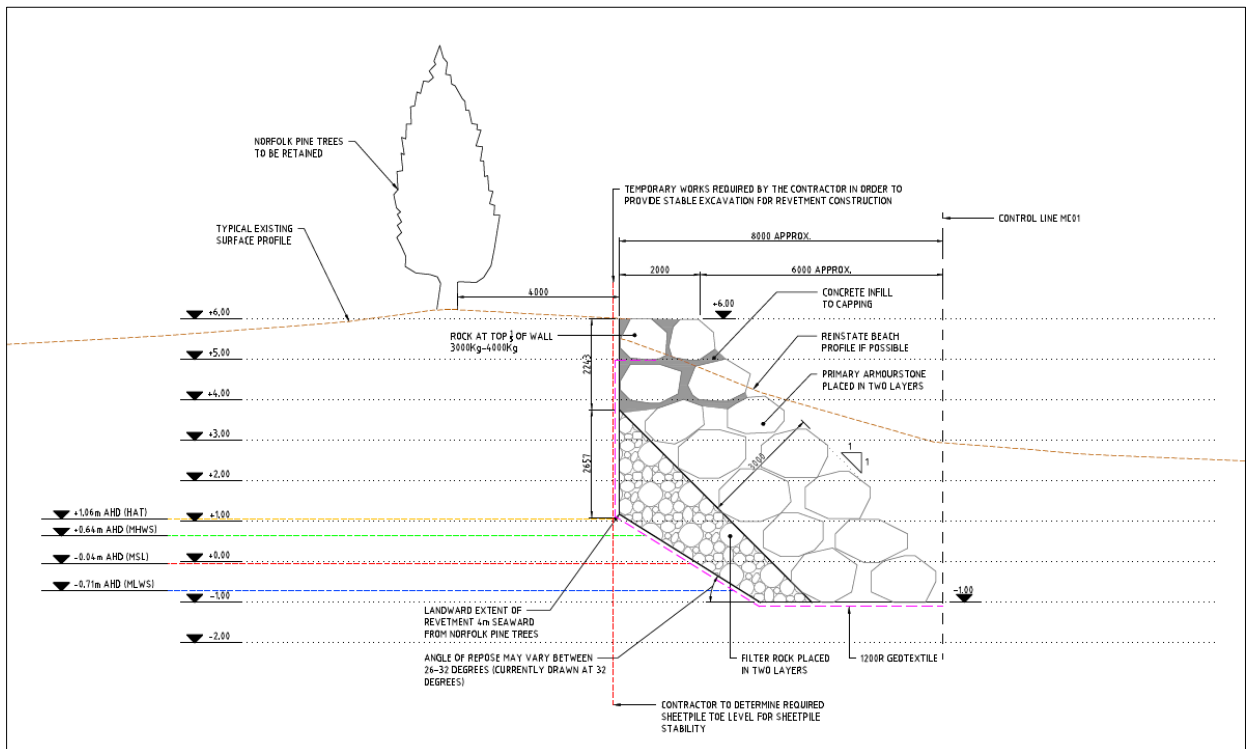 NORFOLK PINE TREES
TO BE RETAINED
TEMPORARY WORKS REQUIRED BY THE CONTRACTOR IN ORDER TO
PROVIDE STABLE EXCAVATION FOR REVETMENT CONSTRUCTION
CONTROL LINE MC01
TYPICAL EXISTING
SURFACE PROFILE
8000 APPROX.
2000
6000 APPROX.
4000
CONCRETE INFILL
TO CAPPING
+6.00
+6.00
ROCK AT TOP ⅓ OF WALL
3000Kg-4000Kg
REINSTATE BEACH
PROFILE IF POSSIBLE
+5.00
2243
PRIMARY ARMOURSTONE
PLACED IN TWO LAYERS
+4.00
+3.00
1
1
3000
2657
+2.00
+1.06m AHD (HAT)
+1.00
+0.64m AHD (MHWS)
-0.04m AHD (MSL)
+0.00
-0.71m AHD (MLWS)
-1.00
-1.00
LANDWARD EXTENT OF
REVETMENT 4m SEAWARD
FROM NORFOLK PINE TREES
-2.00
ANGLE OF REPOSE MAY VARY BETWEEN
26-32 DEGREES (CURRENTLY DRAWN AT 32
DEGREES)
FILTER ROCK PLACED
IN TWO LAYERS
1200R GEOTEXTILE
CONTRACTOR TO DETERMINE REQUIRED
SHEETPILE TOE LEVEL FOR SHEETPILE
STABILITY